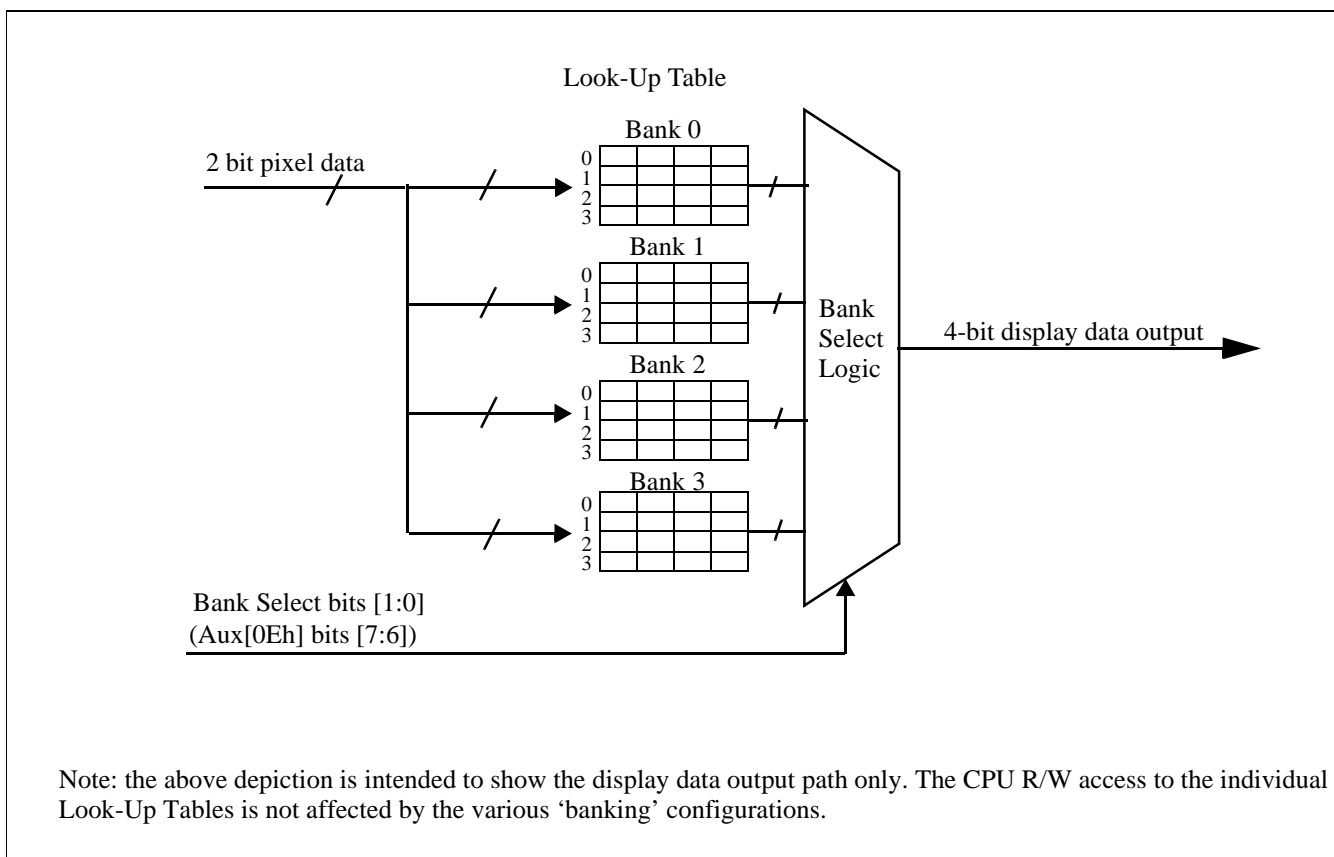 Look-Up Table
Bank 0
2 bit pixel data
0
1
2
3
Bank 1
0
1
2
3
Bank 2
0
1
2
3
Bank 3
0
1
2
3
Bank
Select
Logic
4-bit display data output
Bank Select bits [1:0]
(Aux[0Eh] bits [7:6])
Note: the above depiction is intended to show the display data output path only. The CPU R/W access to the individual
Look-Up Tables is not affected by the various ‘banking’ configurations.